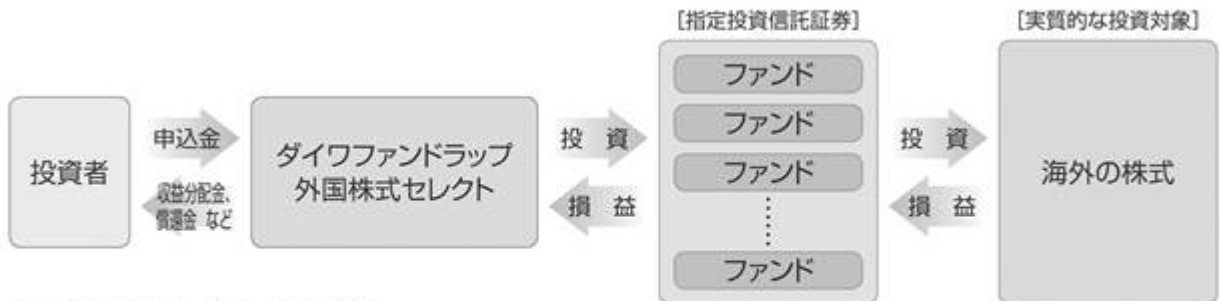 [指定投資信託証券]
[実質的な投資対象]
投資者
申込金
収益分配金、
償還金 など
ダイワファンドラップ
外国株式セレクト
投 資
損 益
ファンド
ファンド
ファンド
ファンド
投 資
損 益
海外の株式